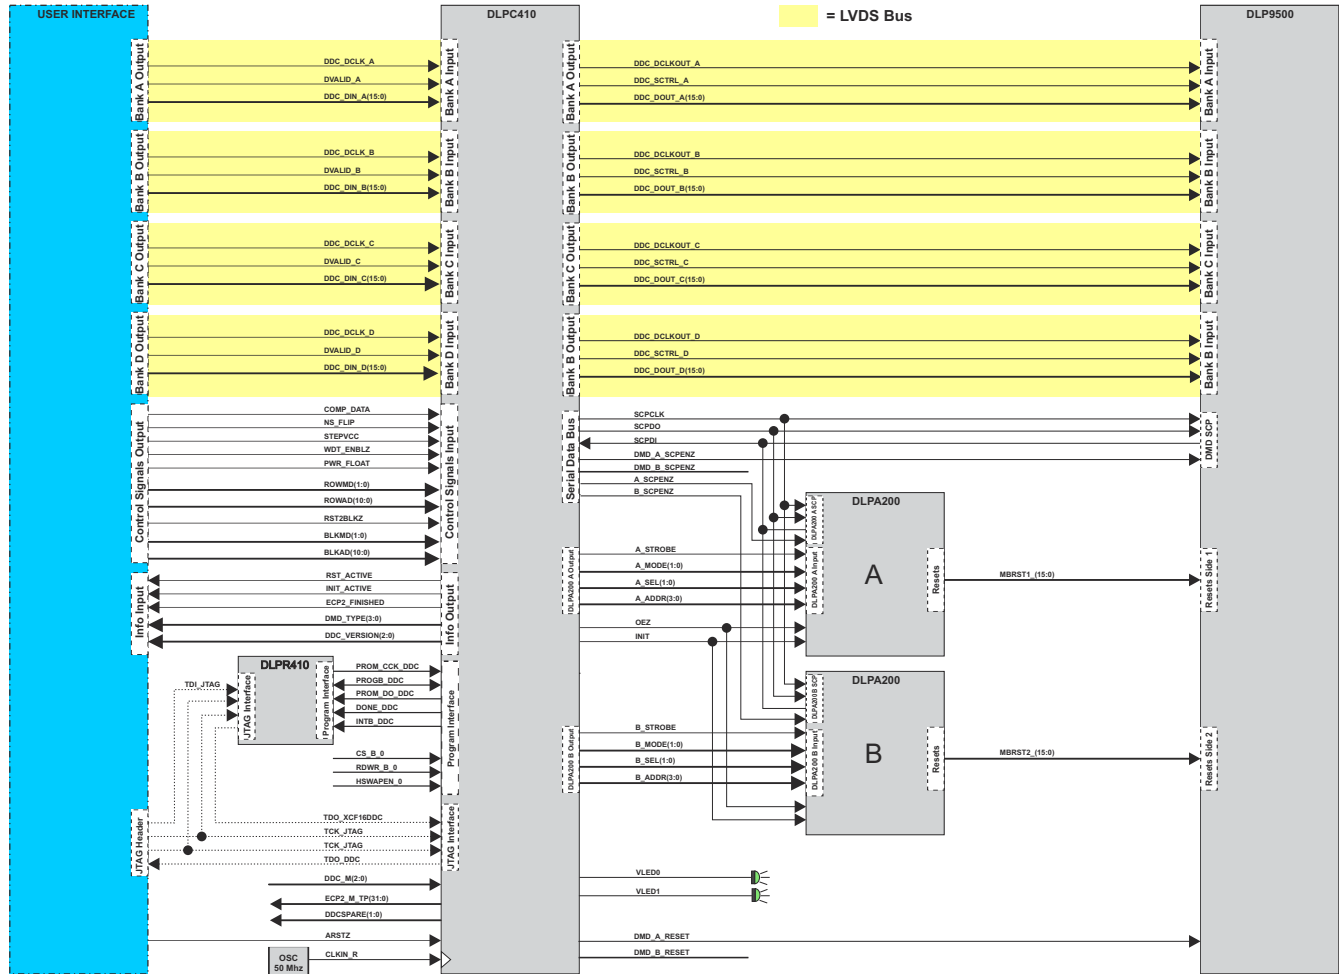 USER INTERFACE
DLPC410
= LVDS Bus
DLP9500
Bank A Output
DDC_DCLK_A
DVALID_A
DDC_DIN_A(15:0)
Bank A Input
Bank A Output
DDC_DCLKOUT_A
DDC_SCTRL_A
DDC_DOUT_A(15:0)
Bank A Input
Bank B Output
DDC_DCLK_B
DVALID_B
DDC_DIN_B(15:0)
Bank B Input
Bank B Output
DDC_DCLKOUT_B
DDC_SCTRL_B
DDC_DOUT_B(15:0)
Bank B Input
Bank C Output
DDC_DCLK_C
DVALID_C
DDC_DIN_C(15:0)
Bank C Input
Bank C Output
DDC_DCLKOUT_C
DDC_SCTRL_C
DDC_DOUT_C(15:0)
Bank C Input
Bank D Output
DDC_DCLK_D
DVALID_D
DDC_DIN_D(15:0)
Bank D Input
Bank B Output
DDC_DCLKOUT_D
DDC_SCTRL_D
DDC_DOUT_D(15:0)
Bank B Input
Control Signals Output
COMP_DATA
NS_FLIP
STEPVCC
WDT_ENBLZ
PWR_FLOAT
ROWMD(1:0)
ROWAD(10:0)
RST2BLKZ
BLKMD(1:0)
BLKAD(10:0)
Control Signals Input
Serial Data Bus
SCPCLK
SCPDO
SCPDI
DMD_A_SCPENZ
DMD_B_SCPENZ
A_SCPENZ
B_SCPENZ
DMD SCP
DLPA200
DLPA200 A SCP
A
DLPA200 A Output
A_STROBE
A_MODE(1:0)
A_SEL(1:0)
A_ADDR(3:0)
OEZ
INIT
DLPA200 A Input
Resets
MBRST1_(15:0)
Resets Side 1
Info Input
RST_ACTIVE
INIT_ACTIVE
ECP2_FINISHED
DMD_TYPE(3:0)
DDC_VERSION(2:0)
Info Output
DLPR410
TDI_JTAG
JTAG Interface
Program Interface
PROM_CCK_DDC
PROGB_DDC
PROM_DO_DDC
DONE_DDC
INTB_DDC
CS_B_0
RDWR_B_0
HSWAPEN_0
Program Interface
DLPA200
DLPA200B SCP
B
DLPA200 B Output
B_STROBE
B_MODE(1:0)
B_SEL(1:0)
B_ADDR(3:0)
DLPA200 B Input
Resets
MBRST2_(15:0)
Resets Side 2
JTAG Header
TDO_XCF16DDC
TCK_JTAG
TCK_JTAG
TDO_DDC
JTAG Interface
VLED0
VLED1
DDC_M(2:0)
ECP2_M_TP(31:0)
DDCSPARE(1:0)
ARSTZ
OSC
50 Mhz
CLKIN_R
DMD_A_RESET
DMD_B_RESET